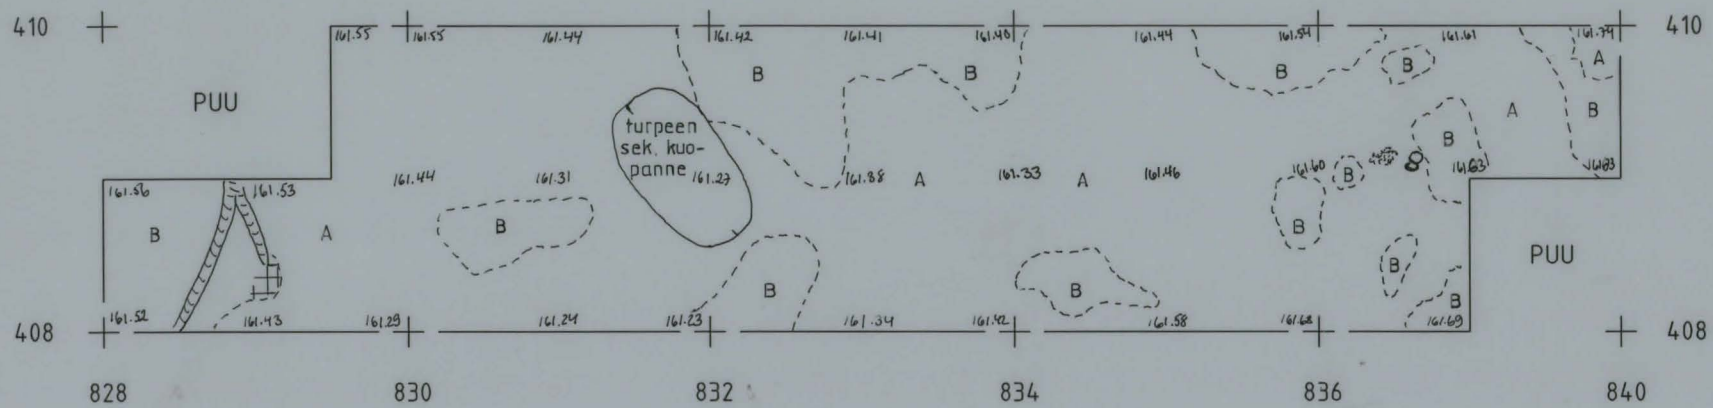 410 161.55 161.55 161.44 161.42 161.41 161.40 161.44 161.54 161.61 161.74 410
B B B B A
PUU
A B
turpeen
sek. kuo-
panne
B
161.56 161.53 161.44 161.31 161.27 161.38 A 161.33 A 161.46 161.60 B 161.63 161.83
B A B B PUU
B
B B B
161.52 161.43 161.29 161.24 161.23 161.34 161.42 161.58 161.68 161.69
408 408
828 830 832 834 836 840